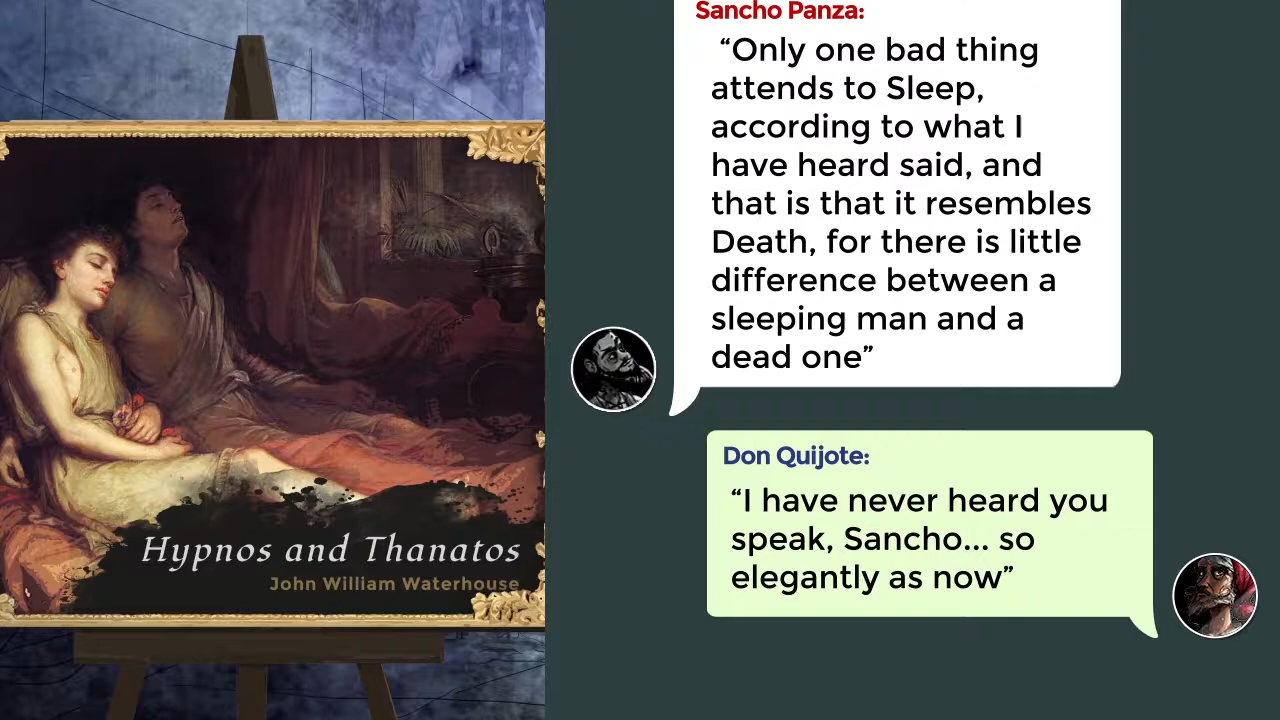 Hypnos and Thanatos
John William Waterhouse
Sancho Panza:
“Only one bad thing
attends to Sleep,
according to what I
have heard said, and
that is that it resembles
Death, for there is little
difference between a
sleeping man and a
dead one”
Don Quijote:
“I have never heard you
speak, Sancho... so
elegantly as now”